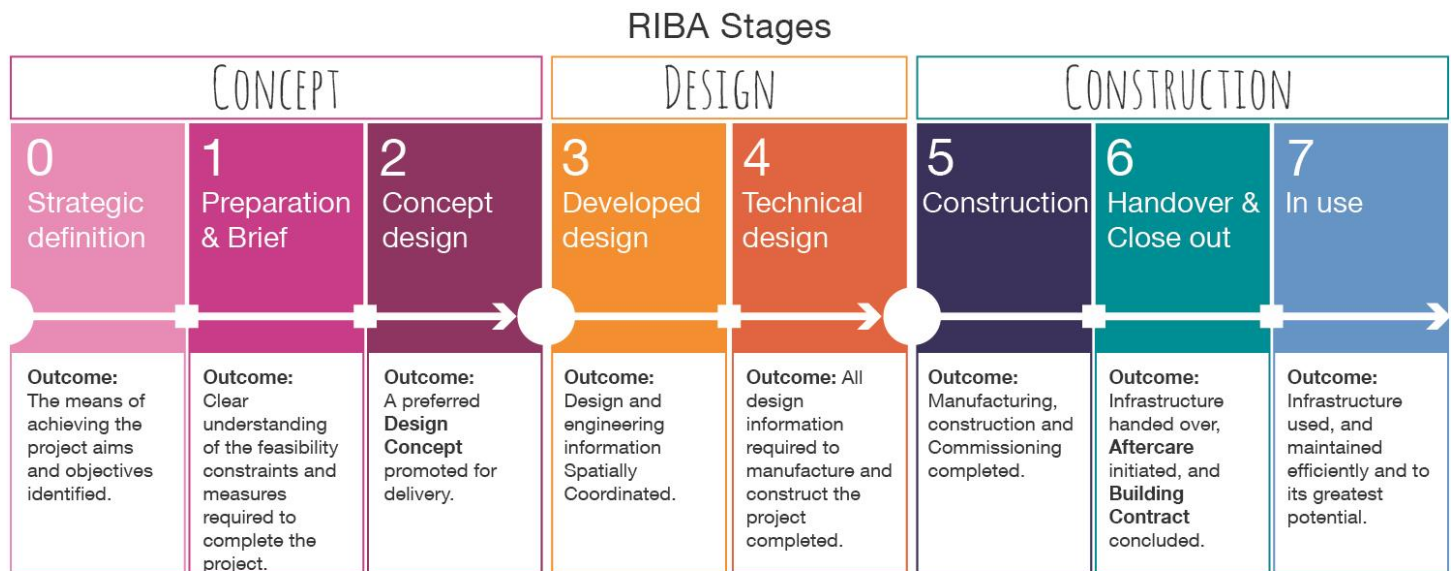 RIBA Stages
CONCEPT
DESIGN
CONSTRUCTION
0
Strategic
definition
1
Preparation
& Brief
2
Concept
design
3
Developed
design
4
Technical
design
5
Construction
6
Handover &
Close out
7
In use
Outcome:
The means of
achieving the
project aims
and objectives
identified.
Outcome:
Clear
understanding
of the feasibility
constraints and
measures
required to
complete the
project.
Outcome:
A preferred
Design
Concept
promoted for
delivery.
Outcome:
Design and
engineering
information
Spatially
Coordinated.
Outcome: All
design
information
required to
manufacture and
construct the
project
completed.
Outcome:
Manufacturing,
construction and
Commissioning
completed.
Outcome:
Infrastructure
handed over,
Aftercare
initiated, and
Building
Contract
concluded.
Outcome:
Infrastructure
used, and
maintained
efficiently and to
its greatest
potential.